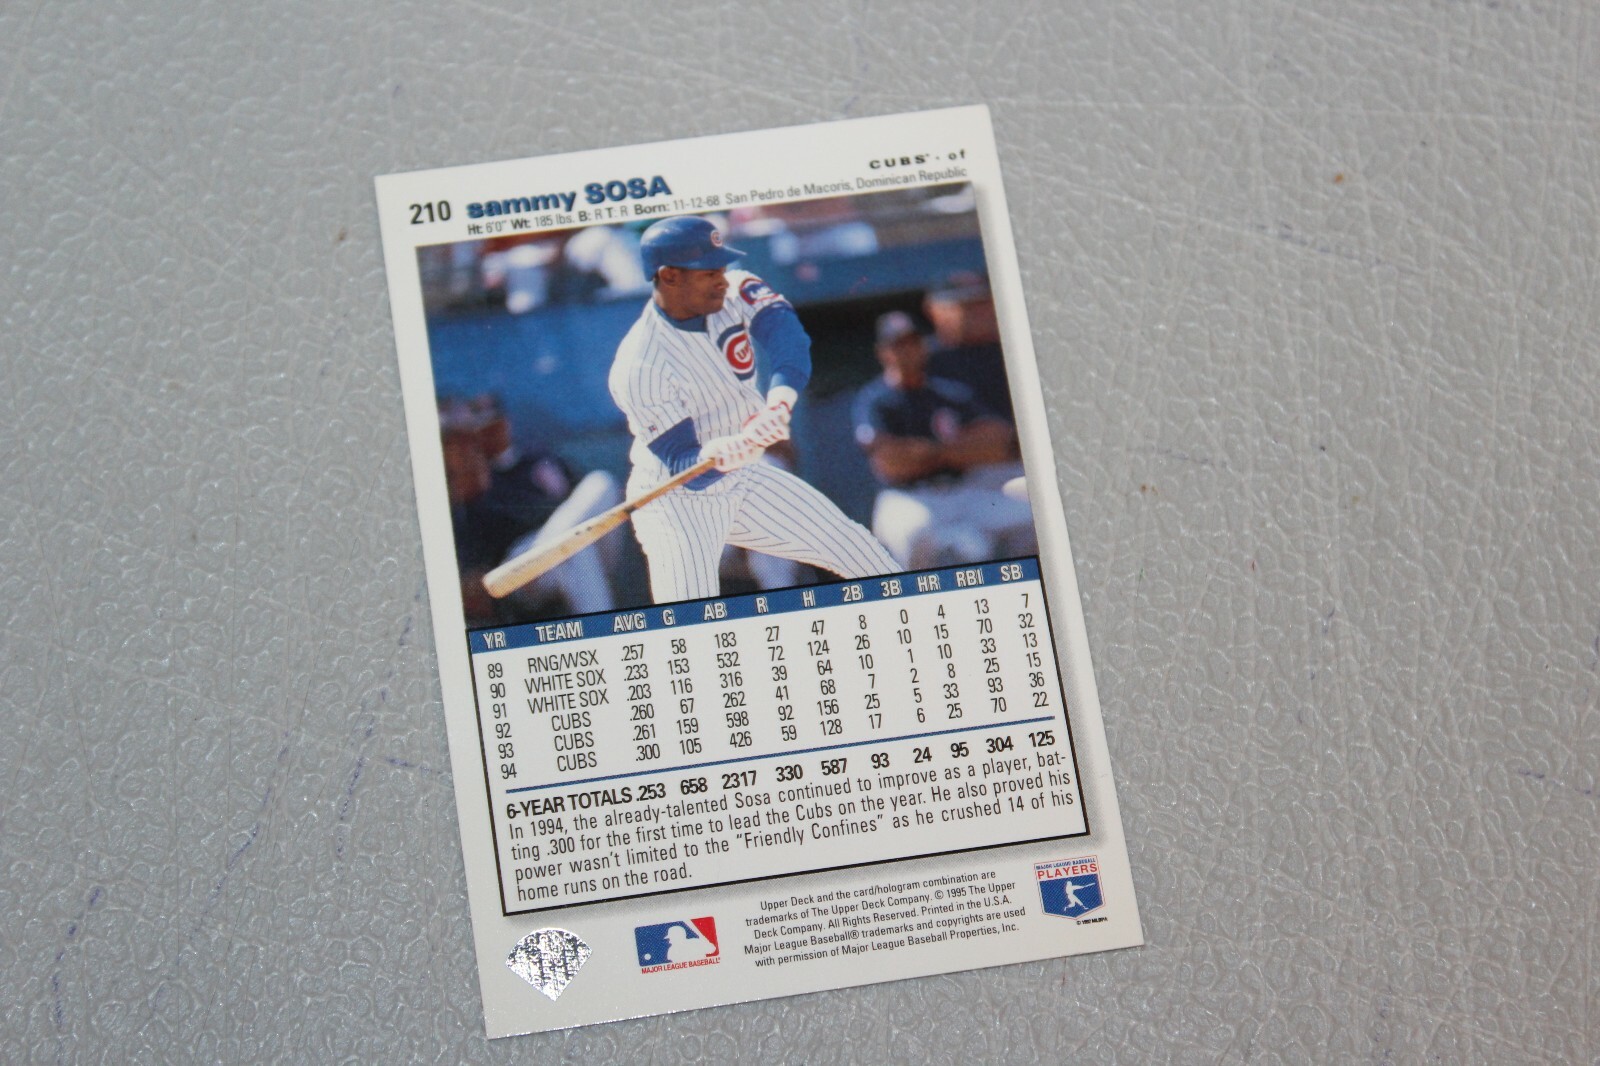 CUBS · of
210 sammy SOSA
Ht: 6'0" Wt: 185 lbs. B: R T: R Born: 11-12-68 San Pedro de Macoris, Dominican Republic
YR TEAM AVG G AB R H 2B 3B HR RBI SB
89 RNG/WSX .257 58 183 27 47 8 0 4 13 7
90 WHITE SOX .233 153 532 72 124 26 10 15 70 32
91 WHITE SOX .203 116 316 39 64 10 1 10 33 13
92 CUBS .260 67 262 41 68 7 2 8 25 15
93 CUBS .261 159 598 92 156 25 5 33 93 36
94 CUBS .300 105 426 59 128 17 6 25 70 22
6-YEAR TOTALS .253 658 2317 330 587 93 24 95 304 125
In 1994, the already-talented Sosa continued to improve as a player, bat-
ting .300 for the first time to lead the Cubs on the year. He also proved his
power wasn't limited to the "Friendly Confines" as he crushed 14 of his
home runs on the road.
Upper Deck and the card/hologram combination are
trademarks of The Upper Deck Company. © 1995 The Upper
Deck Company. All Rights Reserved. Printed in the U.S.A.
Major League Baseball® trademarks and copyrights are used
with permission of Major League Baseball Properties, Inc.
MAJOR LEAGUE BASEBALL
MAJOR LEAGUE BASEBALL
PLAYERS